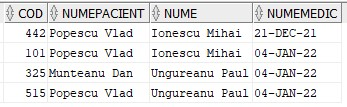 COD NUMEPACIENT NUME NUMEMEDIC
442 Popescu Vlad Ionescu Mihai 21-DEC-21
101 Popescu Vlad Ionescu Mihai 04-JAN-22
325 Munteanu Dan Ungureanu Paul 04-JAN-22
515 Popescu Vlad Ungureanu Paul 04-JAN-22